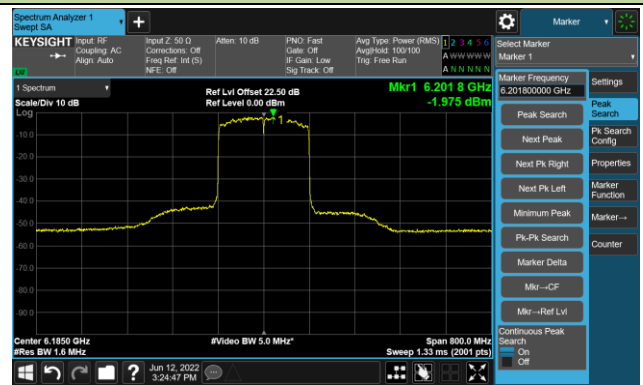 Spectrum Analyzer 1
Swept SA
+
Marker
KEYSIGHT
Input: RF
Coupling: AC
Align: Auto
Input Z: 50 Ω
Corrections: Off
Freq Ref: Int (S)
NFE: Off
Atten: 10 dB
PNO: Fast
Gate: Off
IF Gain: Low
Sig Track: Off
Avg Type: Power (RMS)
Avg|Hold: 100/100
Trig: Free Run
1 2 3 4 5 6
A W W W W W
A N N N N N
Select Marker
Marker 1
1 Spectrum
Scale/Div 10 dB
Log
Ref Lvl Offset 22.50 dB
Ref Level 0.00 dBm
Mkr1 6.201 8 GHz
-1.975 dBm
-10.0
-20.0
-30.0
-40.0
-50.0
-60.0
-70.0
-80.0
-90.0
1
Center 6.1850 GHz
#Res BW 1.6 MHz
#Video BW 5.0 MHz*
Span 800.0 MHz
Sweep 1.33 ms (2001 pts)
Marker Frequency
6.201800000 GHz
Peak Search
Next Peak
Next Pk Right
Next Pk Left
Minimum Peak
Pk-Pk Search
Marker Delta
Mkr→CF
Mkr→Ref Lvl
Continuous Peak
Search
On
Off
Settings
Peak
Search
Pk Search
Config
Properties
Marker
Function
Marker→
Counter
?
Jun 12, 2022
3:24:47 PM